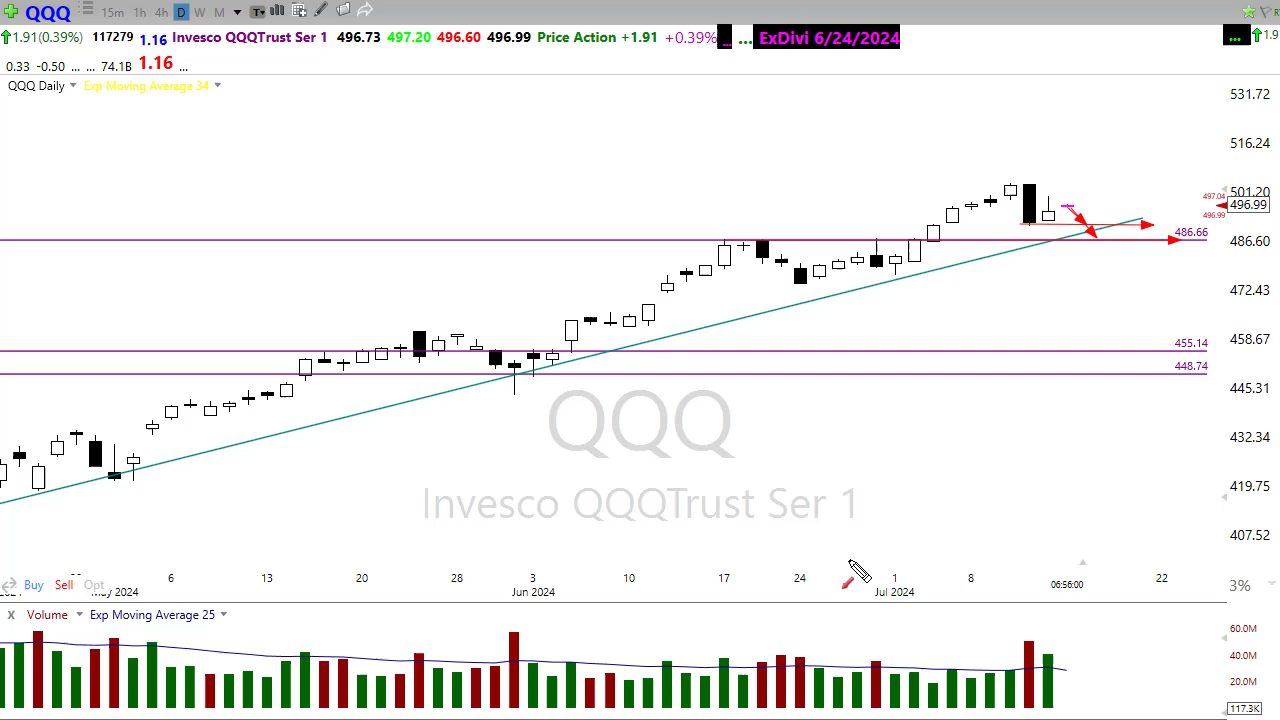 QQQ 15m 1h 4h D W M T
1.91(0.39%) 117279 1.16 Invesco QQQTrust Ser 1 496.73 497.20 496.60 496.99 Price Action +1.91 +0.39% ... ExDivi 6/24/2024 ... 1.9
0.33 -0.50 ... ... 74.1B 1.16 ...
QQQ Daily Exp Moving Average 34
531.72
516.24
501.20
497.04
496.99
496.99
486.66
486.60
472.43
455.14
458.67
448.74
445.31
QQQ
432.34
Invesco QQQTrust Ser 1
419.75
407.52
Buy Sell Opt
6 13 20 28 3 10 17 24 1 8 06:56:00 22
3%
May 2024 Jun 2024 Jul 2024
X Volume Exp Moving Average 25
60.0M
40.0M
20.0M
117.3K